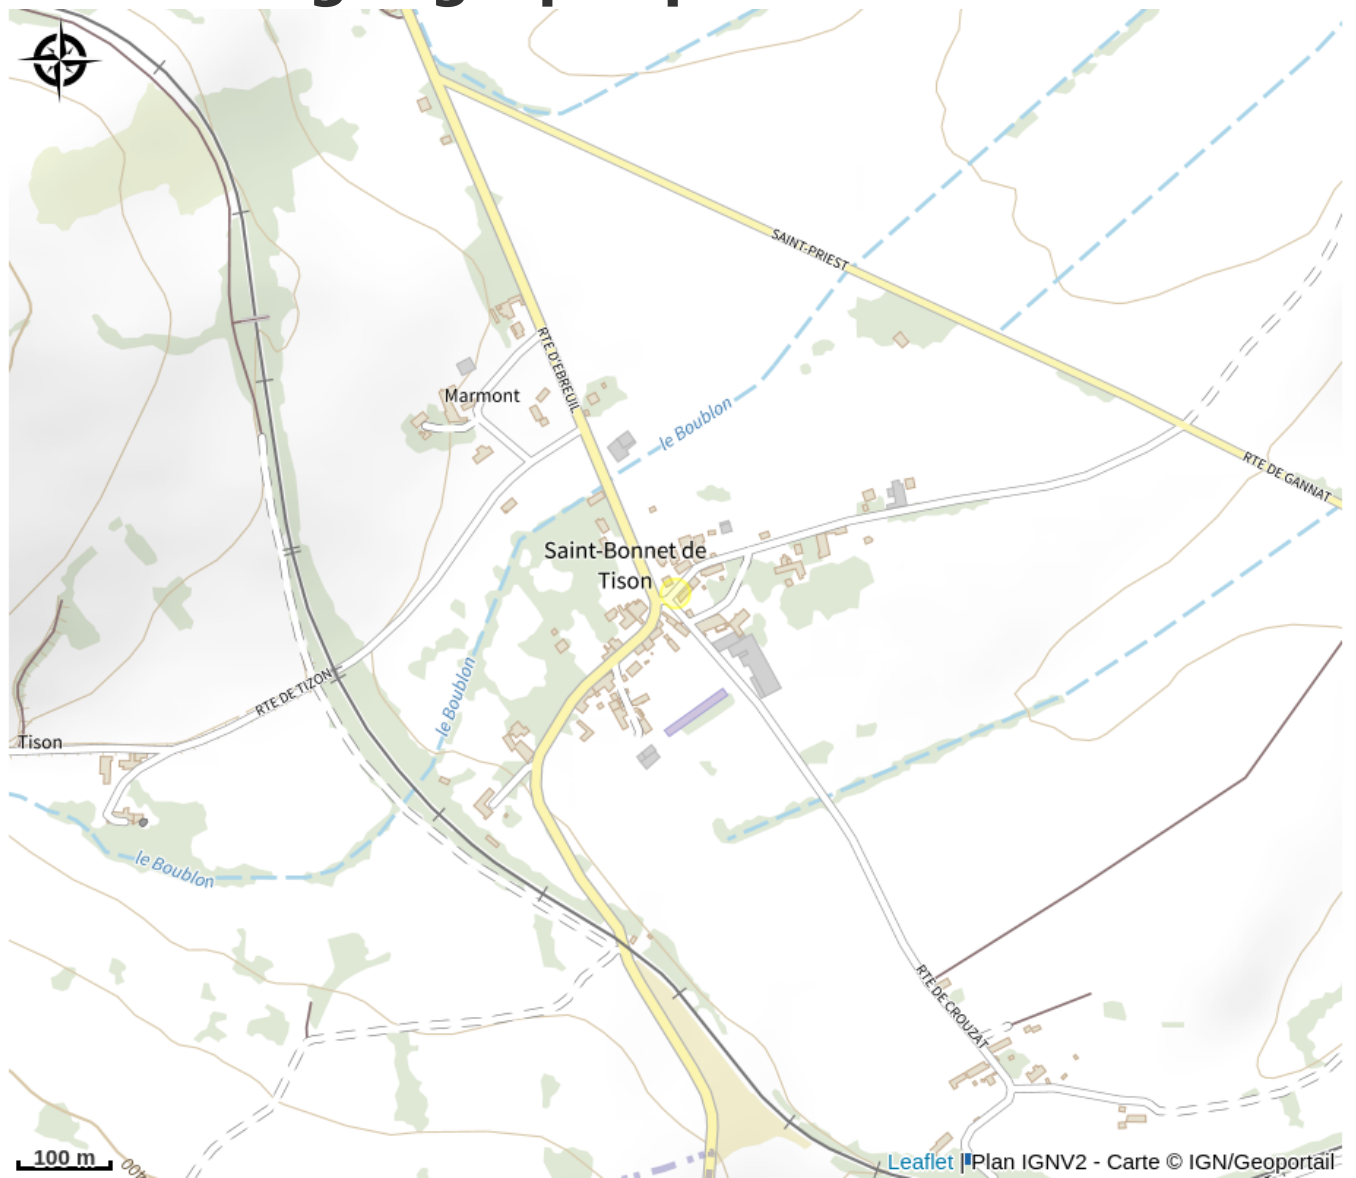 SAINT-PRIEST
RTE D'EBREUIL
Marmont
le Boublon
RTE DE GANNAT
Saint-Bonnet de
Tison
RTE DE TIZON
le Boublon
Tison
le Boublon
RTE DE CROUZAT
100 m
400
Leaflet | Plan IGNV2 - Carte © IGN/Geoportail